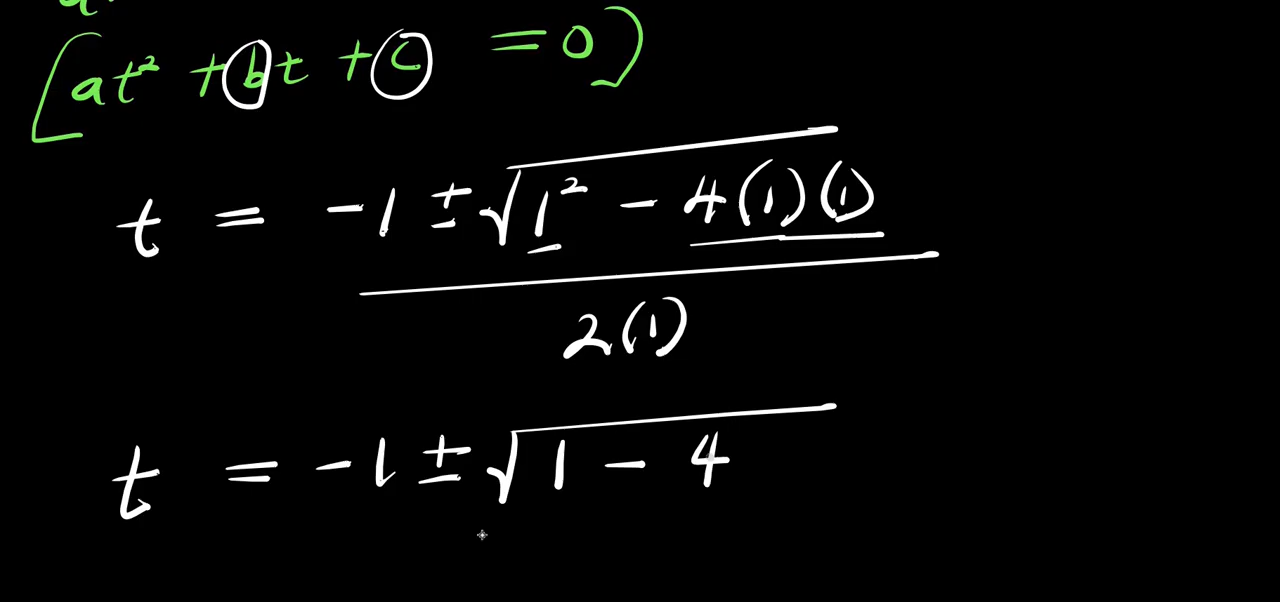 [at² + bt + c = 0)
t = -1 ± √1² - 4(1)(1)
2(1)
t = -1 ± √1 - 4